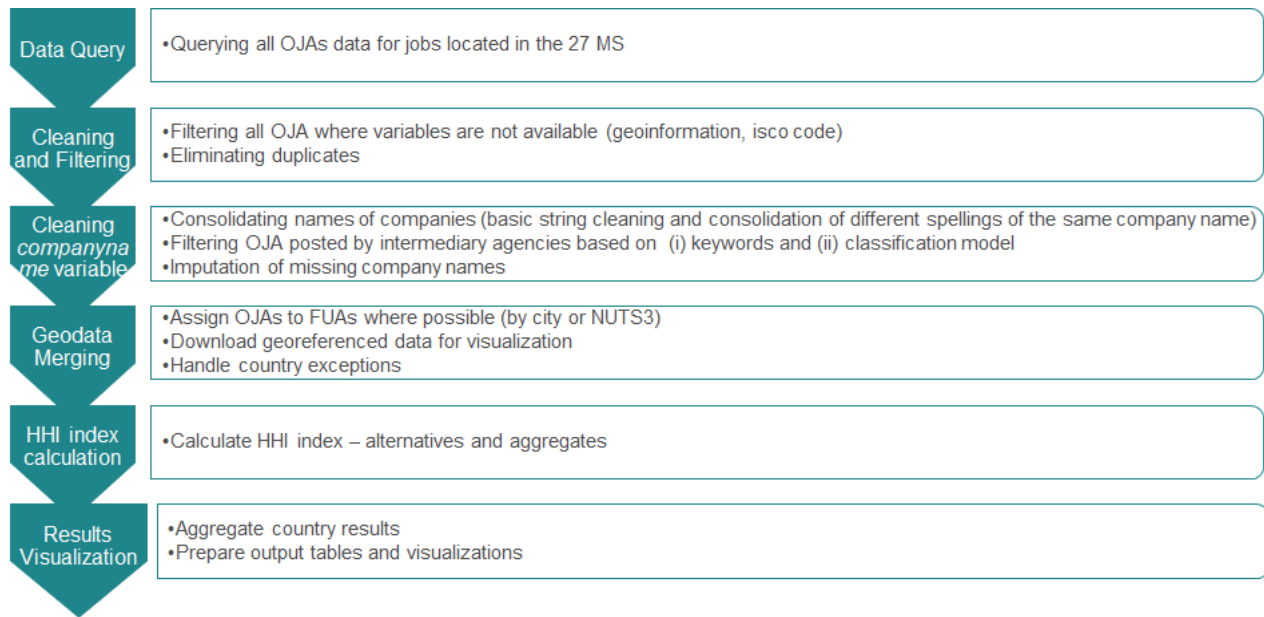 Data Query
•Querying all OJAs data for jobs located in the 27 MS
Cleaning
and Filtering
•Filtering all OJA where variables are not available (geoinformation, isco code)
•Eliminating duplicates
Cleaning
companyna
me variable
•Consolidating names of companies (basic string cleaning and consolidation of different spellings of the same company name)
•Filtering OJA posted by intermediary agencies based on (i) keywords and (ii) classification model
•Imputation of missing company names
Geodata
Merging
•Assign OJAs to FUAs where possible (by city or NUTS3)
•Download georeferenced data for visualization
•Handle country exceptions
HHI index
calculation
•Calculate HHI index – alternatives and aggregates
Results
Visualization
•Aggregate country results
•Prepare output tables and visualizations